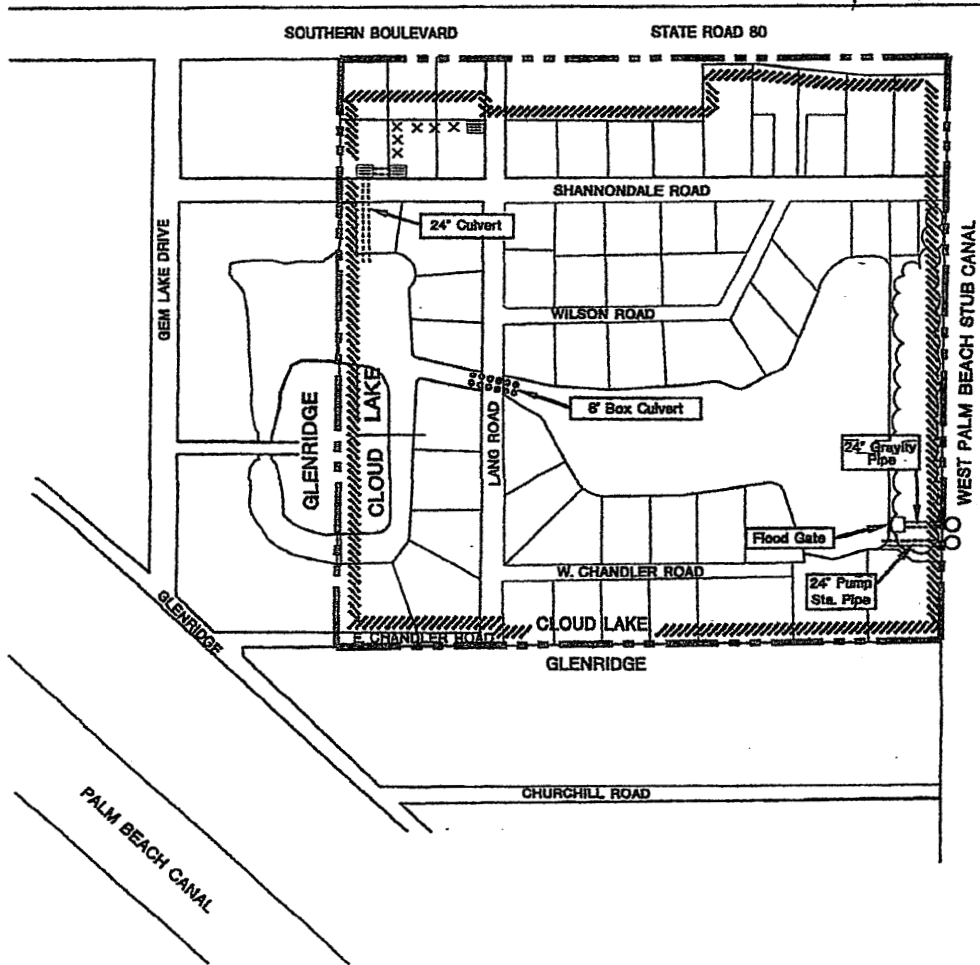 SOUTHERN BOULEVARD
STATE ROAD 80
SHANNONDALE ROAD
24" Culvert
GEM LAKE DRIVE
WEST PALM BEACH STUB CANAL
WILSON ROAD
GLENRIDGE
CLOUD LAKE
LANG ROAD
6' Box Culvert
24" Gravity
Pipe
Flood Gate
W. CHANDLER ROAD
24" Pump
Sta. Pipe
GLENRIDGE
CLOUD LAKE
E. CHANDLER ROAD
GLENRIDGE
CHURCHILL ROAD
PALM BEACH CANAL